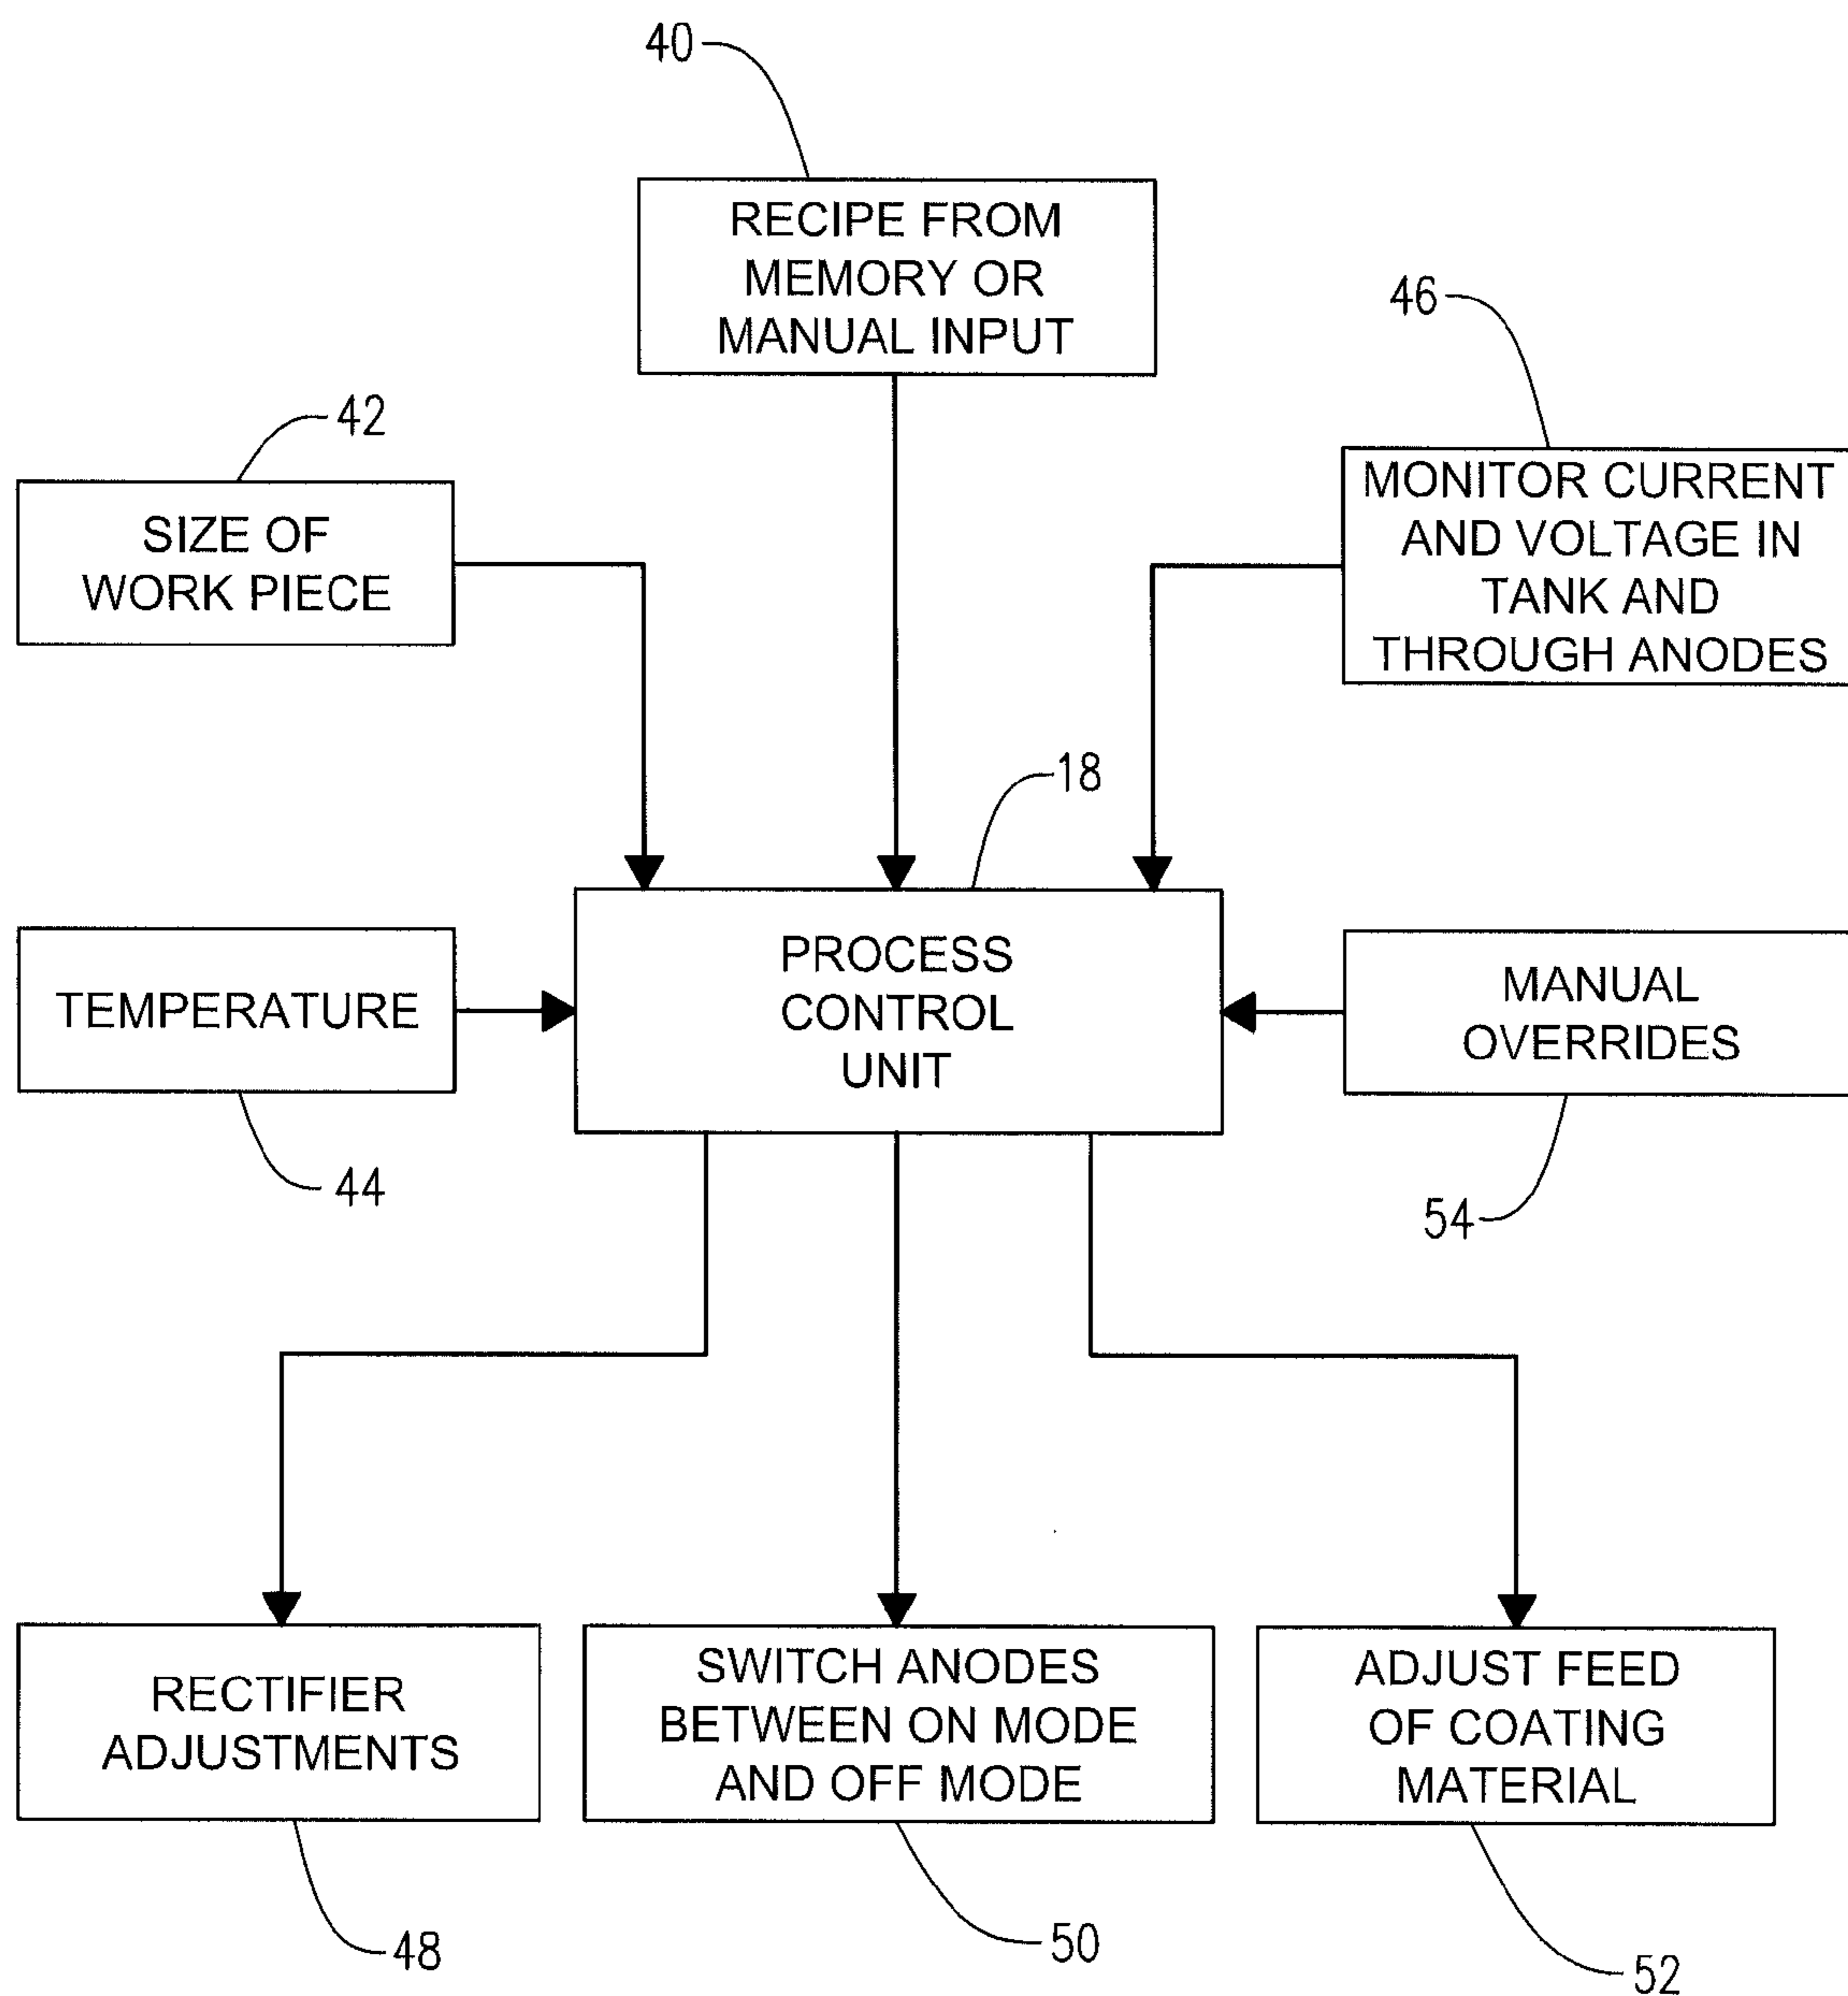 40
RECIPE FROM
MEMORY OR
MANUAL INPUT
46
42
SIZE OF
WORK PIECE
MONITOR CURRENT
AND VOLTAGE IN
TANK AND
THROUGH ANODES
18
PROCESS
CONTROL
UNIT
TEMPERATURE
44
MANUAL
OVERRIDES
54
RECTIFIER
ADJUSTMENTS
48
SWITCH ANODES
BETWEEN ON MODE
AND OFF MODE
50
ADJUST FEED
OF COATING
MATERIAL
52